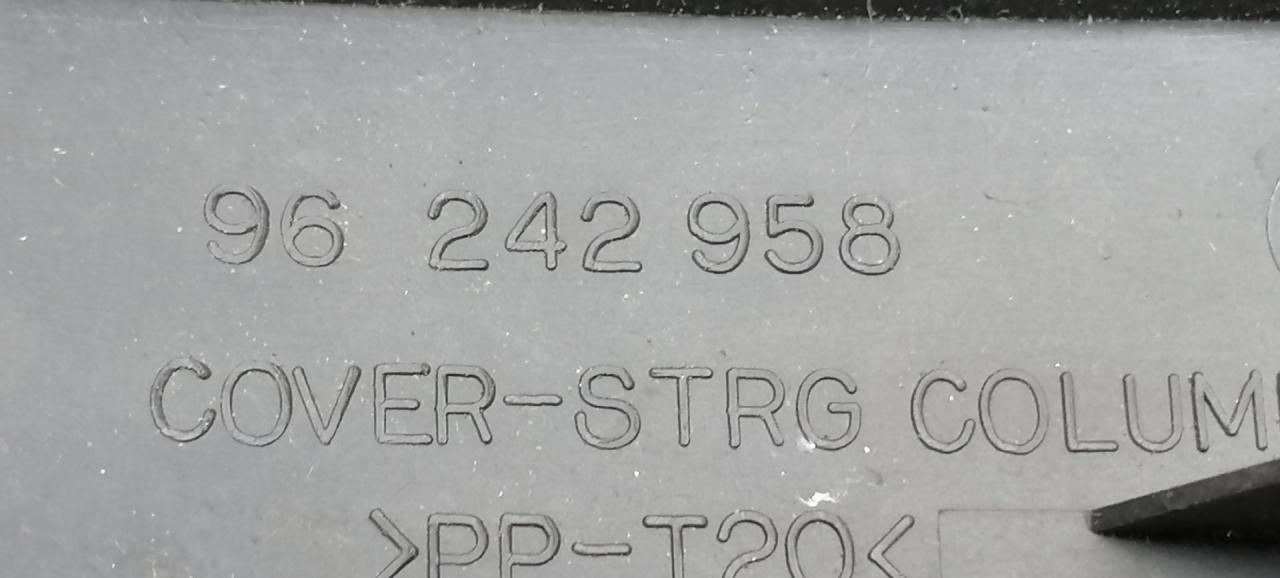 96 242 958
COVER-STRG COLUM
>PP-T20<